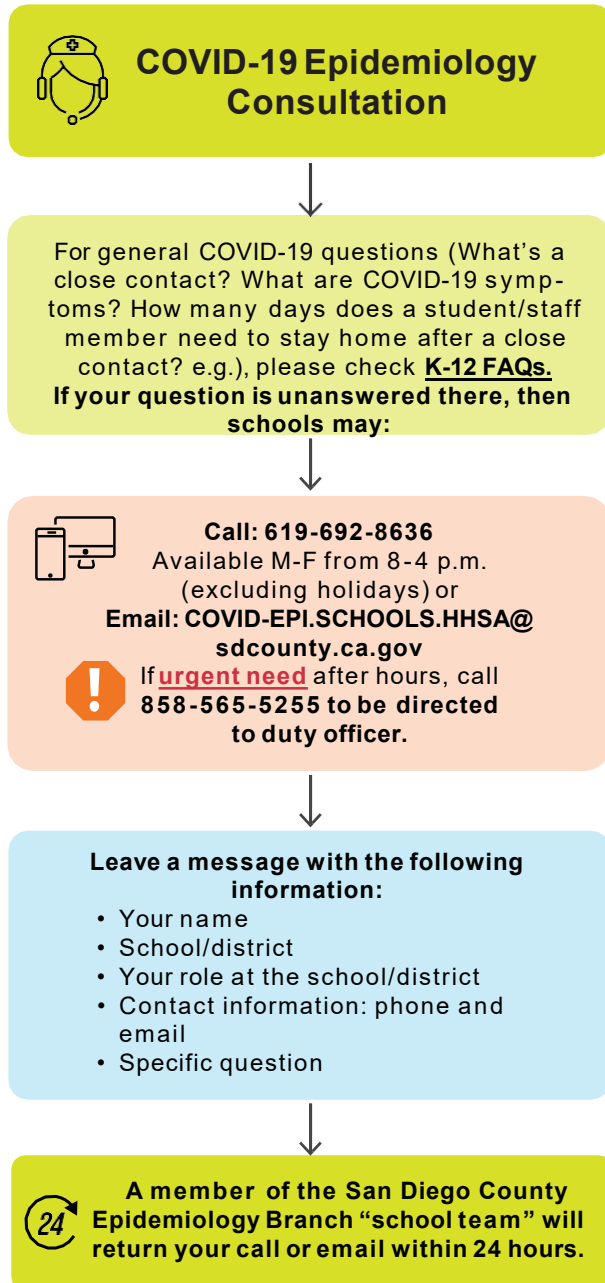 COVID-19 Epidemiology
Consultation
For general COVID-19 questions (What's a
close contact? What are COVID-19 symp-
toms? How many days does a student/staff
member need to stay home after a close
contact? e.g.), please check K-12 FAQs.
If your question is unanswered there, then
schools may:
Call: 619-692-8636
Available M-F from 8-4 p.m.
(excluding holidays) or
Email: COVID-EPI.SCHOOLS.HHSA@
sdcounty.ca.gov
!
If urgent need after hours, call
858-565-5255 to be directed
to duty officer.
Leave a message with the following
information:
• Your name
• School/district
• Your role at the school/district
• Contact information: phone and
email
• Specific question
24
A member of the San Diego County
Epidemiology Branch “school team” will
return your call or email within 24 hours.